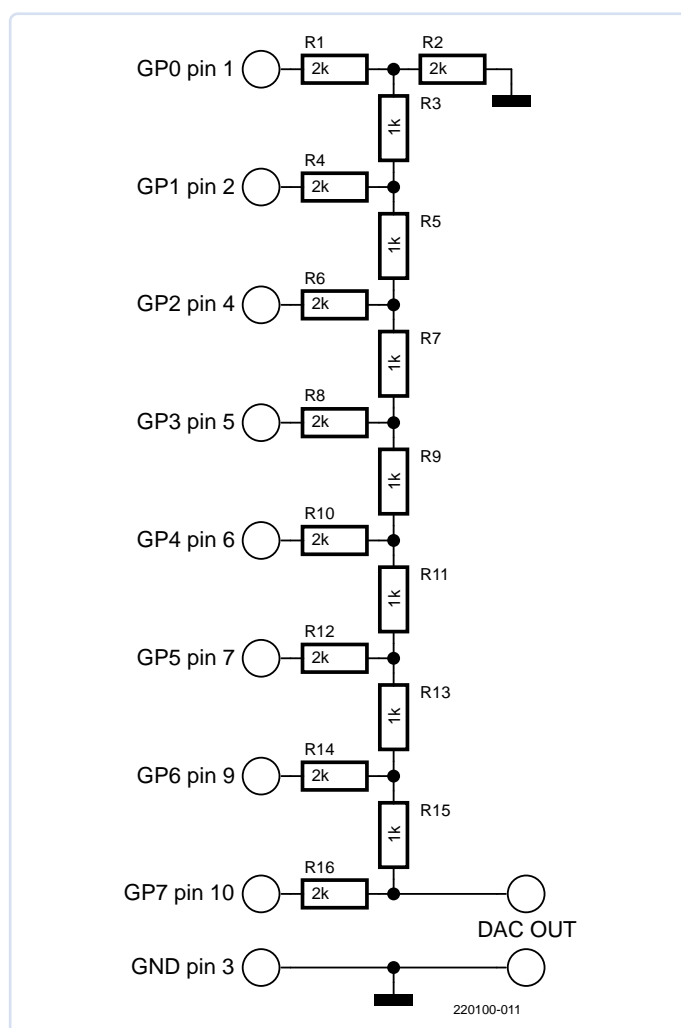 R1 R2
GP0 pin 1 2k 2k
R3
1k
R4
GP1 pin 2 2k
R5
1k
R6
GP2 pin 4 2k
R7
1k
R8
GP3 pin 5 2k
R9
1k
R10
GP4 pin 6 2k
R11
1k
R12
GP5 pin 7 2k
R13
1k
R14
GP6 pin 9 2k
R15
1k
R16
GP7 pin 10 2k
DAC OUT
GND pin 3
220100-011